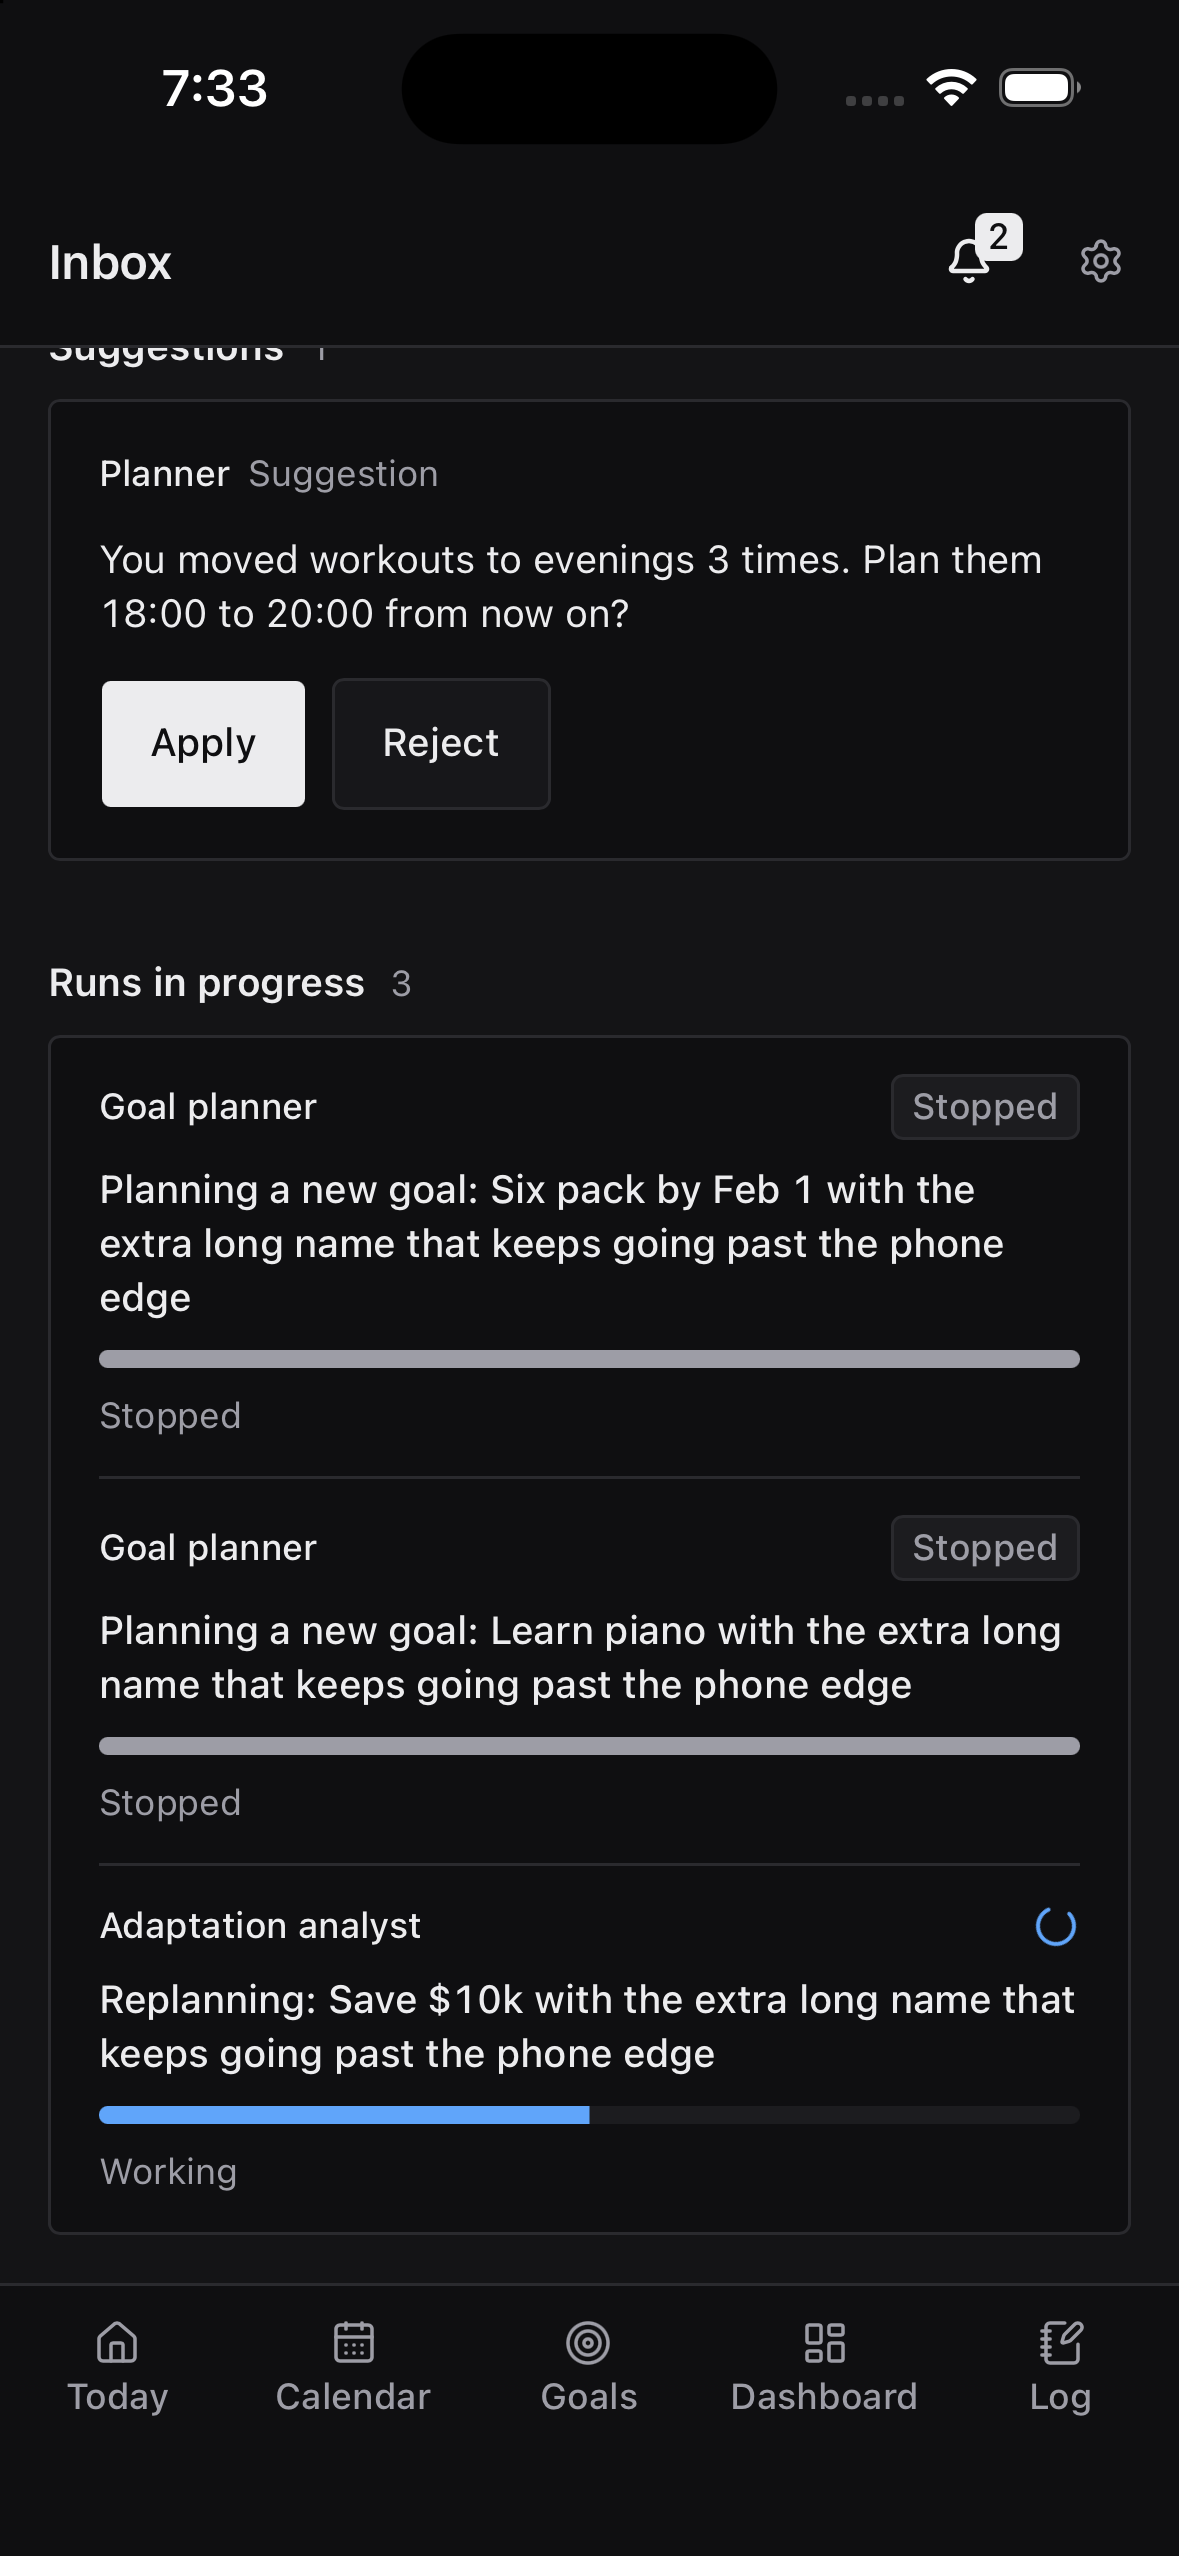 7:33
Inbox
2
Suggestions 1
Planner Suggestion
You moved workouts to evenings 3 times. Plan them
18:00 to 20:00 from now on?
Apply
Reject
Runs in progress 3
Goal planner
Stopped
Planning a new goal: Six pack by Feb 1 with the
extra long name that keeps going past the phone
edge
Stopped
Goal planner
Stopped
Planning a new goal: Learn piano with the extra long
name that keeps going past the phone edge
Stopped
Adaptation analyst
Replanning: Save $10k with the extra long name that
keeps going past the phone edge
Working
Today
Calendar
Goals
Dashboard
Log